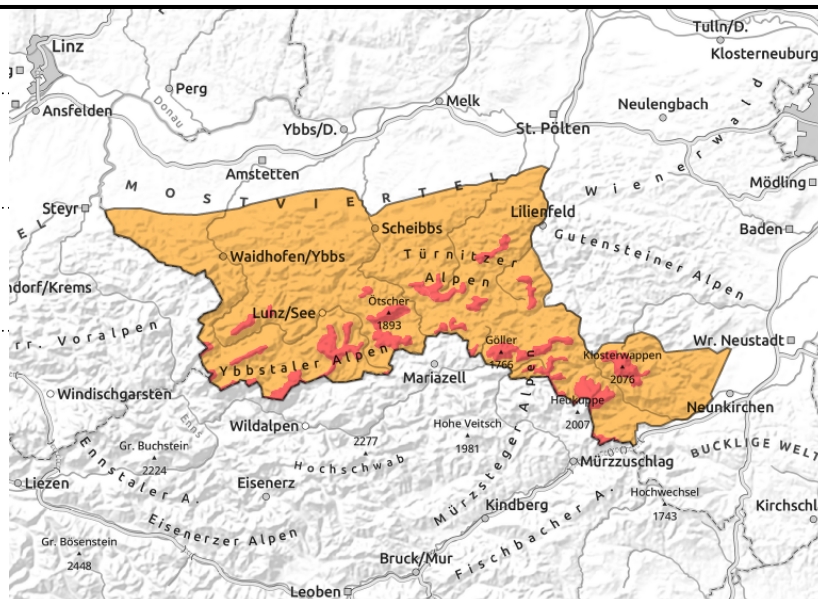 Tulln/D.
Linz
Klosterneuburg
Perg
Melk
Neulengbach
Ansfelden
Donau
Ybbs/D.
St. Pölten
Wienerwald
Amstetten
Mödling
MOSTVIERTEL
Steyr
Lilienfeld
Scheibbs
Baden
EL
Waidhofen/Ybbs
Türnitzer
Alpen
Gutensteiner Alpen
ndorf/Krems
Ötscher
1893
Lunz/See
rr. Voralpen
Göller
1766
Wr. Neustadt
Klosterwappen
2076
Ybbstaler Alpen
Mariazell
Windischgarsten
Heukuppe
2007
Neunkirchen
Enns
Wildalpen
Hohe Veitsch
1981
Gr. Buchstein
2224
2277
Hochschwab
BUCKLIGE WELT
Mürzzuschlag
Ennstaler A.
Liezen
Eisenerz
Mürzsteger Alpen
Hochwechsel
1743
Kindberg
Kirchschl
Eisenerzer Alpen
Gr. Bösenstein
2448
Fischbacher A.
Bruck/Mur
Leoben